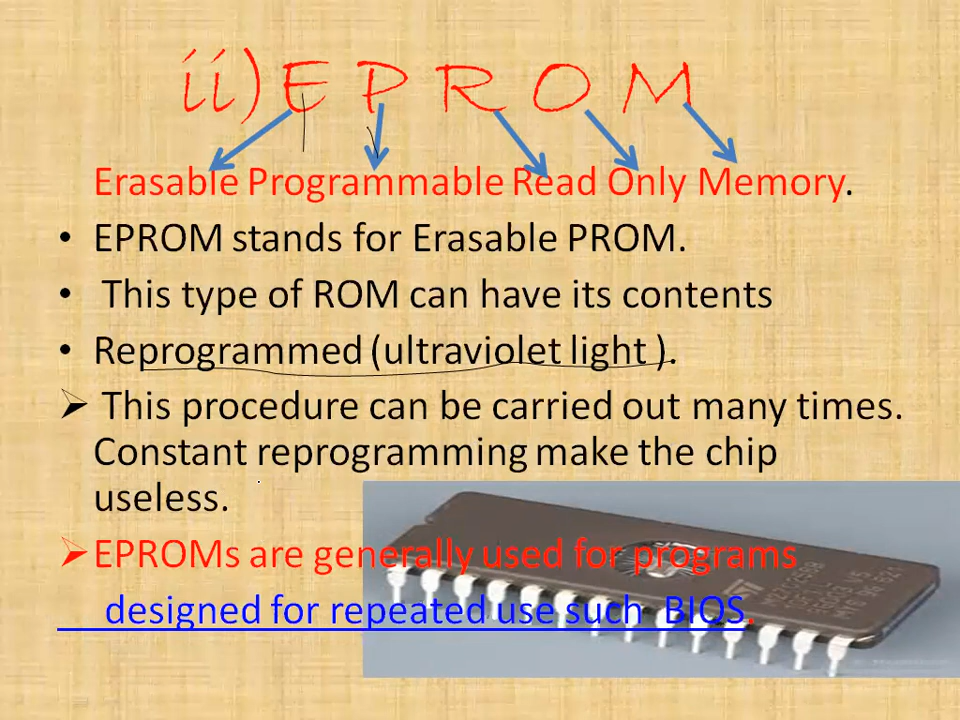 ii) E P R O M
Erasable Programmable Read Only Memory.
• EPROM stands for Erasable PROM.
• This type of ROM can have its contents
• Reprogrammed (ultraviolet light ).
➢ This procedure can be carried out many times.
Constant reprogramming make the chip
useless.
➢ EPROMs are generally used for programs
designed for repeated use such BIOS.